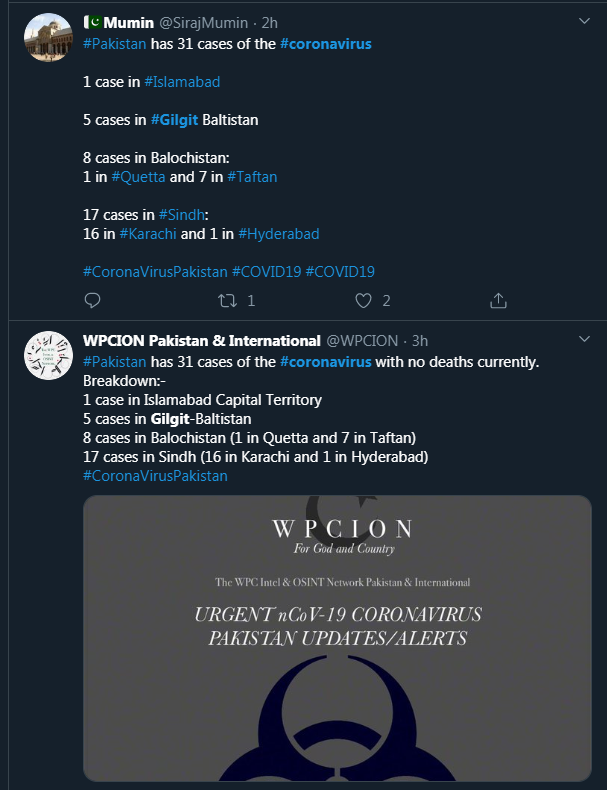 Mumin @SirajMumin · 2h
#Pakistan has 31 cases of the #coronavirus
1 case in #Islamabad
5 cases in #Gilgit Baltistan
8 cases in Balochistan:
1 in #Quetta and 7 in #Taftan
17 cases in #Sindh:
16 in #Karachi and 1 in #Hyderabad
#CoronaVirusPakistan #COVID19 #COVID19
1 2
WPCION Pakistan & International @WPCION · 3h
#Pakistan has 31 cases of the #coronavirus with no deaths currently.
Breakdown:-
1 case in Islamabad Capital Territory
5 cases in Gilgit-Baltistan
8 cases in Balochistan (1 in Quetta and 7 in Taftan)
17 cases in Sindh (16 in Karachi and 1 in Hyderabad)
#CoronaVirusPakistan
WPCION
For God and Country
The WPC Intel & OSINT Network Pakistan & International
URGENT nCoV-19 CORONAVIRUS
PAKISTAN UPDATES/ALERTS